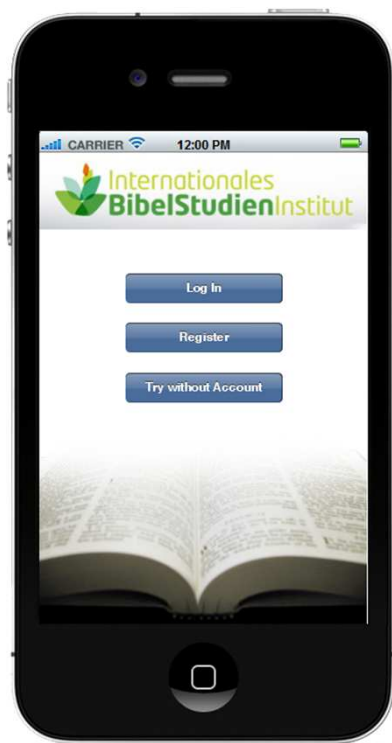 CARRIER 12:00 PM
Internationales
BibelStudienInstitut
Log In
Register
Try without Account